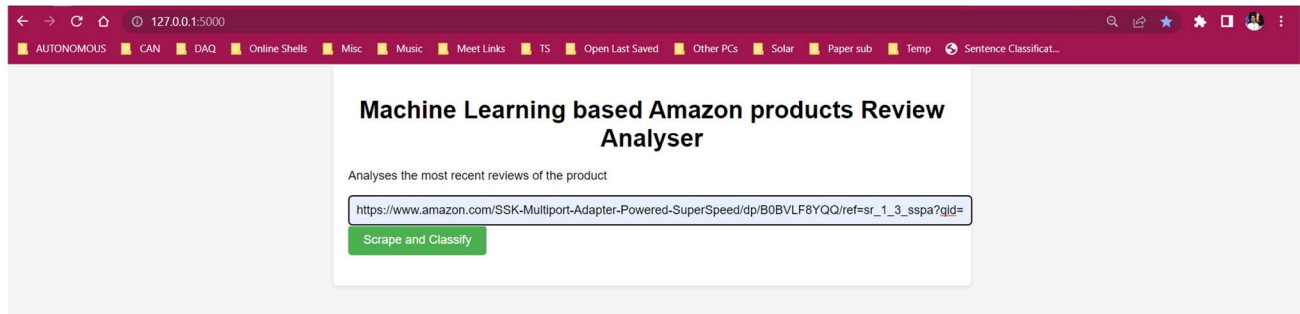 127.0.0.1:5000
AUTONOMOUS CAN DAQ Online Shells Misc Music Meet Links TS Open Last Saved Other PCs Solar Paper sub Temp Sentence Classificat...
Machine Learning based Amazon products Review
Analyser
Analyses the most recent reviews of the product
https://www.amazon.com/SSK-Multiport-Adapter-Powered-SuperSpeed/dp/B0BVLF8YQQ/ref=sr_1_3_sspa?qid=
Scrape and Classify